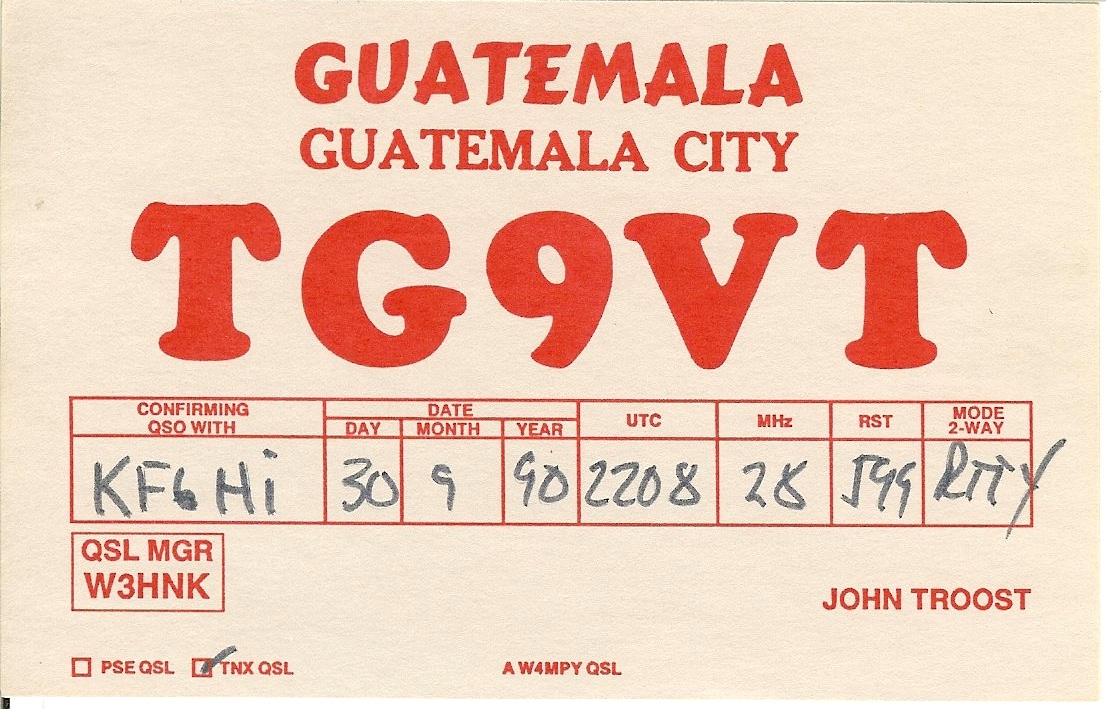 GUATEMALA
GUATEMALA CITY
TG9VT
CONFIRMING QSO WITH DATE DAY MONTH YEAR UTC MHz RST MODE 2-WAY
KF6Hi 30 9 90 2208 28 599 RTTY
QSL MGR
W3HNK
JOHN TROOST
PSE QSL TNX QSL A W4MPY QSL